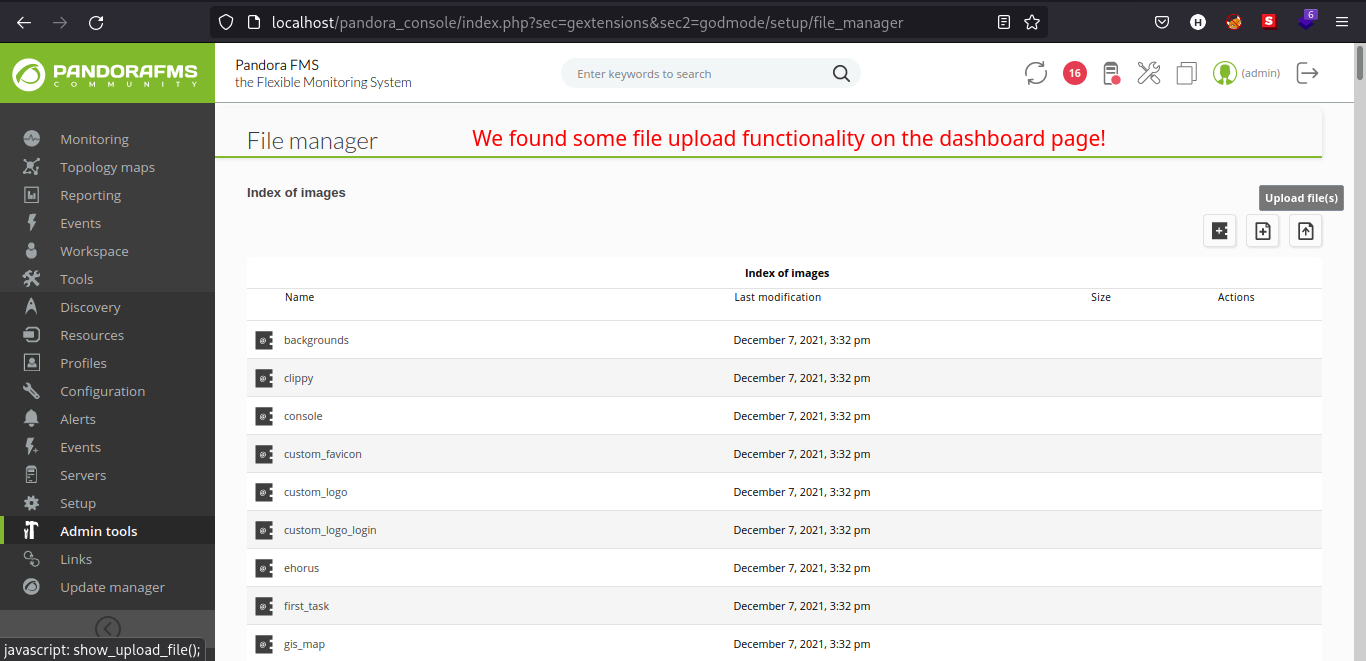 localhost/pandora_console/index.php?sec=gextensions&sec2=godmode/setup/file_manager
H
S
6
PANDORAFMS
COMMUNITY
Pandora FMS
the Flexible Monitoring System
Enter keywords to search
16
(admin)
Monitoring
Topology maps
Reporting
Events
Workspace
Tools
Discovery
Resources
Profiles
Configuration
Alerts
Events
Servers
Setup
Admin tools
Links
Update manager
javascript: show_upload_file();
File manager
We found some file upload functionality on the dashboard page!
Index of images
Upload file(s)
Index of images
Name Last modification Size Actions
backgrounds December 7, 2021, 3:32 pm
clippy December 7, 2021, 3:32 pm
console December 7, 2021, 3:32 pm
custom_favicon December 7, 2021, 3:32 pm
custom_logo December 7, 2021, 3:32 pm
custom_logo_login December 7, 2021, 3:32 pm
ehorus December 7, 2021, 3:32 pm
first_task December 7, 2021, 3:32 pm
gis_map December 7, 2021, 3:32 pm